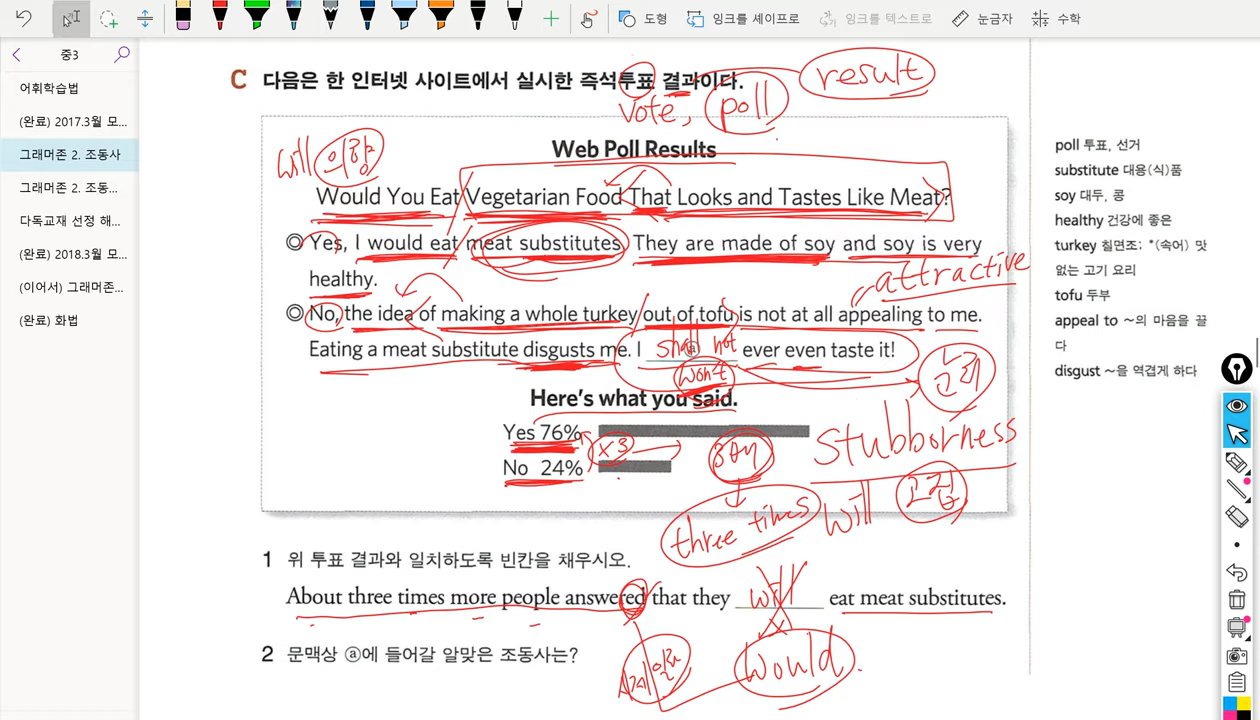 도형
잉크를 셰이프로
잉크를 텍스트로
눈금자
수학
중3
어휘학습법
(완료) 2017.3월 모...
그래머존 2. 조동사
그래머존 2. 조동...
다독교재 선정 해...
(완료) 2018.3월 모...
(이어서) 그래머존...
(완료) 화법
C 다음은 한 인터넷 사이트에서 실시한 즉석투표 결과이다.
result
vote, poll
will 의향
Web Poll Results
Would You Eat Vegetarian Food That Looks and Tastes Like Meat?
◎ Yes, I would eat meat substitutes. They are made of soy and soy is very
healthy.
attractive
◎ No, the idea of making a whole turkey out of tofu is not at all appealing to me.
Eating a meat substitute disgusts me. I ⓐ ever even taste it!
shall not
won't
Here's what you said.
Yes 76%
No 24%
×3
3배
three times
stubborness
will 고집
1 위 투표 결과와 일치하도록 빈칸을 채우시오.
About three times more people answered that they will eat meat substitutes.
would
시제일치
2 문맥상 ⓐ에 들어갈 알맞은 조동사는?
poll 투표, 선거
substitute 대용(식)품
soy 대두, 콩
healthy 건강에 좋은
turkey 칠면조; *(속어) 맛
없는 고기 요리
tofu 두부
appeal to ~의 마음을 끌
다
disgust ~을 역겹게 하다